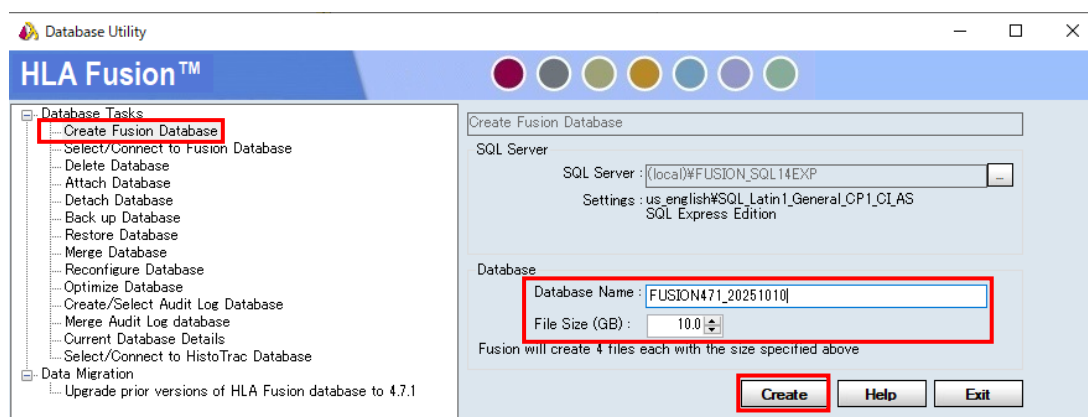 Database Utility
HLA Fusion™
Database Tasks
Create Fusion Database
Select/Connect to Fusion Database
Delete Database
Attach Database
Detach Database
Back up Database
Restore Database
Merge Database
Reconfigure Database
Optimize Database
Create/Select Audit Log Database
Merge Audit Log database
Current Database Details
Select/Connect to HistoTrac Database
Data Migration
Upgrade prior versions of HLA Fusion database to 4.7.1
Create Fusion Database
SQL Server
SQL Server : (local)¥FUSION_SQL14EXP
...
Settings : us_english¥SQL_Latin1_General_CP1_CI_AS
SQL Express Edition
Database
Database Name : FUSION471_20251010
File Size (GB) : 10.0
Fusion will create 4 files each with the size specified above
Create Help Exit